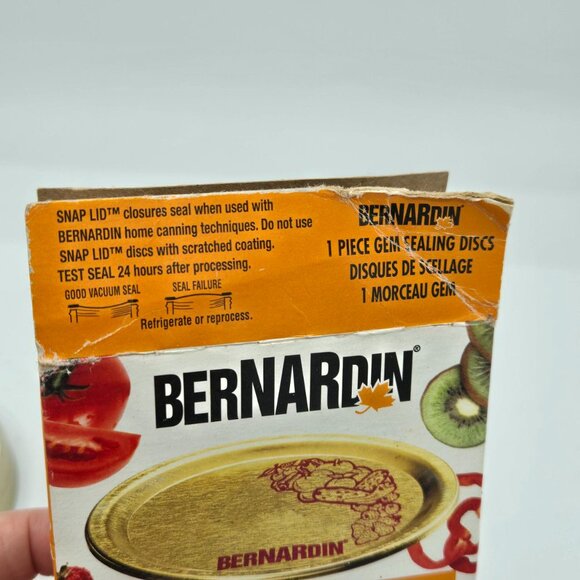 SNAP LID™ closures seal when used with
BERNARDIN home canning techniques. Do not use
SNAP LID™ discs with scratched coating.
TEST SEAL 24 hours after processing.
GOOD VACUUM SEAL
SEAL FAILURE
Refrigerate or reprocess.
BERNARDIN
1 PIECE GEM SEALING DISCS
DISQUES DE SCELLAGE
1 MORCEAU GEM
BERNARDIN®
BERNARDIN